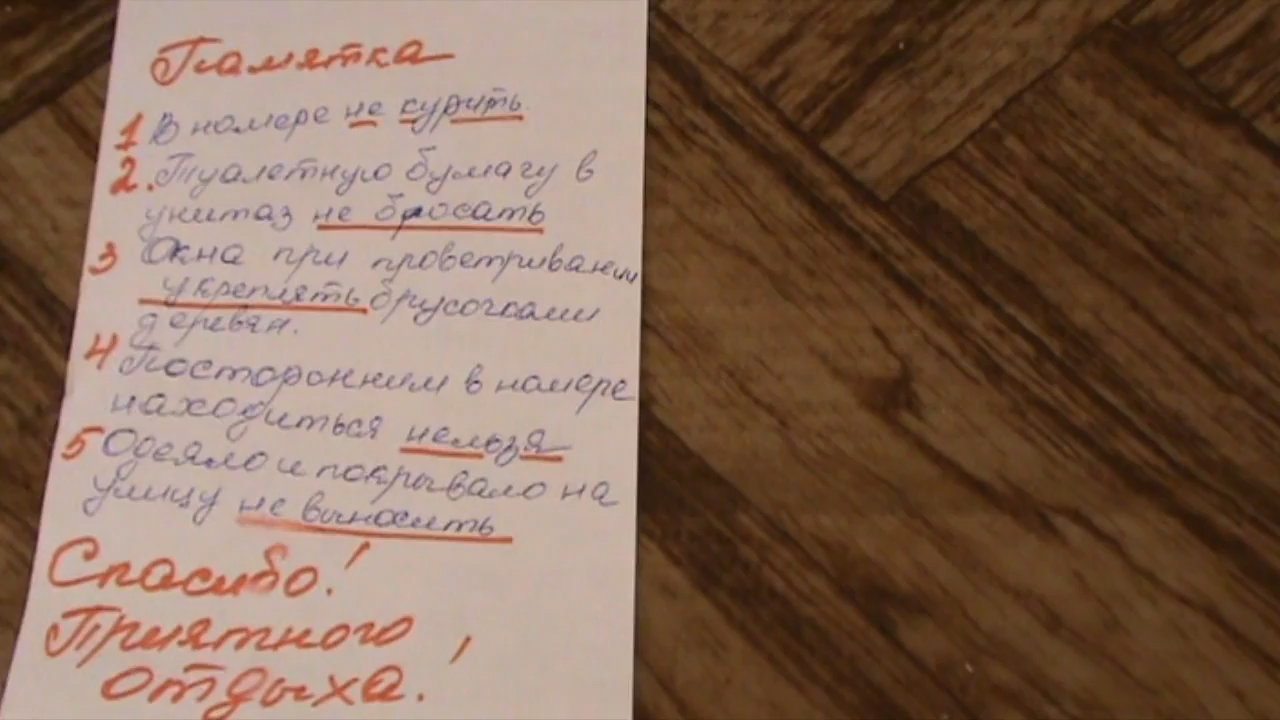 Памятка
1 В номере не курить.
2. Туалетную бумагу в
унитаз не бросать
3 Окна при проветривании
укреплять брусочками
деревян.
4 Посторонним в номере
находиться нельзя
5 Одеяло и покрывало на
улицу не выносить
Спасибо!
Приятного
отдыха!